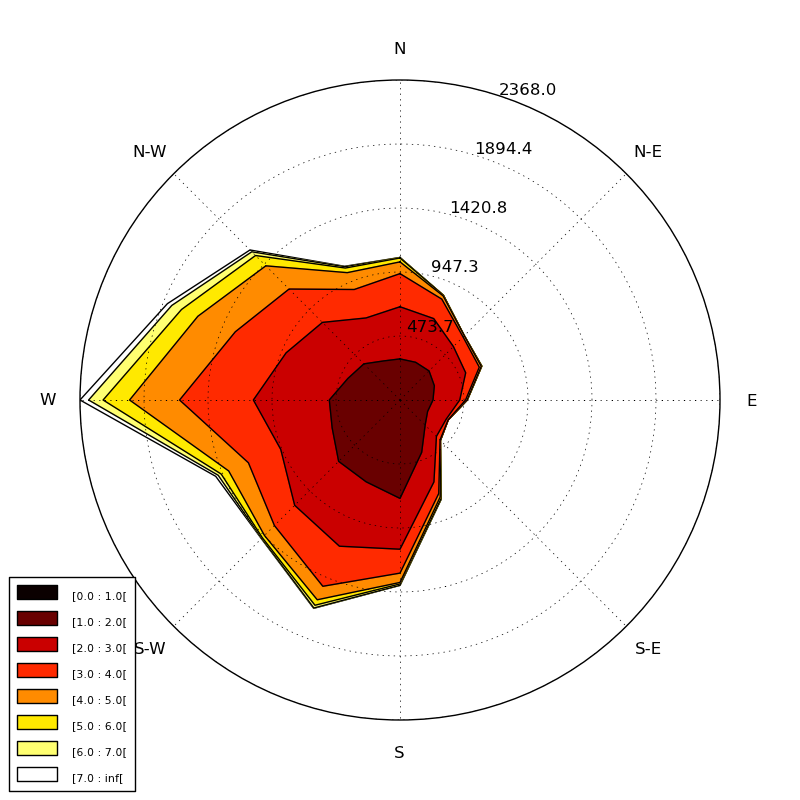 N
2368.0
N-W
N-E
1894.4
1420.8
947.3
473.7
W
E
S-W
S-E
S
[0.0 : 1.0[
[1.0 : 2.0[
[2.0 : 3.0[
[3.0 : 4.0[
[4.0 : 5.0[
[5.0 : 6.0[
[6.0 : 7.0[
[7.0 : inf[